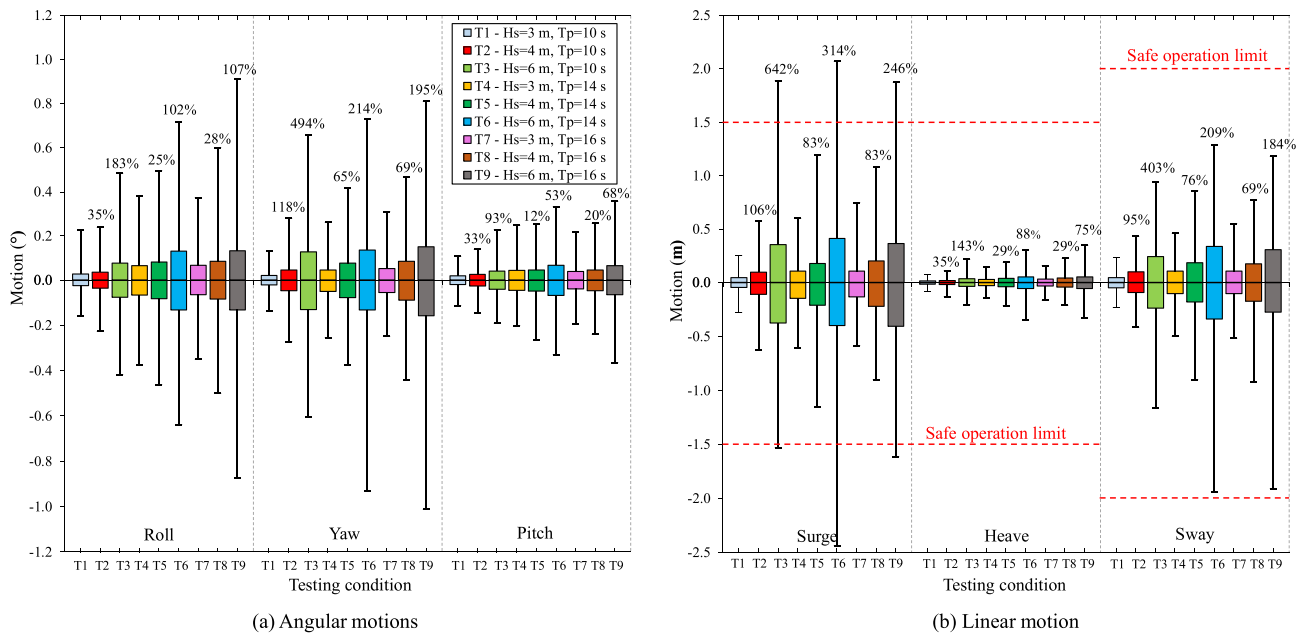 1.2
1.0
0.8
0.6
0.4
0.2
0.0
-0.2
-0.4
-0.6
-0.8
-1.0
-1.2
Motion (°)
35%
183%
25%
102%
28%
107%
118%
494%
65%
214%
69%
195%
33%
93%
12%
53%
20%
68%
T1 - Hs=3 m, Tp=10 s
T2 - Hs=4 m, Tp=10 s
T3 - Hs=6 m, Tp=10 s
T4 - Hs=3 m, Tp=14 s
T5 - Hs=4 m, Tp=14 s
T6 - Hs=6 m, Tp=14 s
T7 - Hs=3 m, Tp=16 s
T8 - Hs=4 m, Tp=16 s
T9 - Hs=6 m, Tp=16 s
Roll Yaw Pitch
T1 T2 T3 T4 T5 T6 T7 T8 T9 T1 T2 T3 T4 T5 T6 T7 T8 T9 T1 T2 T3 T4 T5 T6 T7 T8 T9
Testing condition
(a) Angular motions
2.5
2.0
1.5
1.0
0.5
0.0
-0.5
-1.0
-1.5
-2.0
-2.5
Motion (m)
106%
642%
83%
314%
83%
246%
35%
143%
29%
88%
29%
75%
95%
403%
76%
209%
69%
184%
Safe operation limit
Safe operation limit
Surge Heave Sway
T1 T2 T3 T4 T5 T6 T7 T8 T9 T1 T2 T3 T4 T5 T6 T7 T8 T9 T1 T2 T3 T4 T5 T6 T7 T8 T9
Testing condition
(b) Linear motion